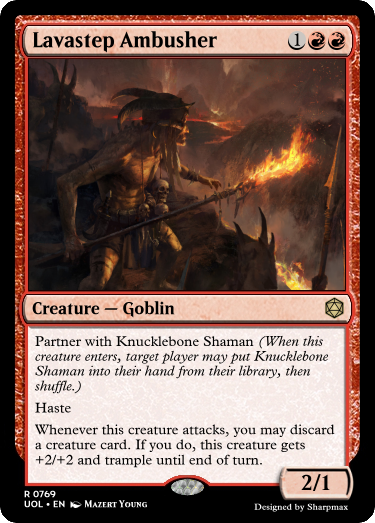 Lavastep Ambusher 1
Creature — Goblin
Partner with Knucklebone Shaman (When this
creature enters, target player may put Knucklebone
Shaman into their hand from their library, then
shuffle.)
Haste
Whenever this creature attacks, you may discard
a creature card. If you do, this creature gets
+2/+2 and trample until end of turn.
2/1
R 0769
UOL • EN Mazert Young
Designed by Sharpmax